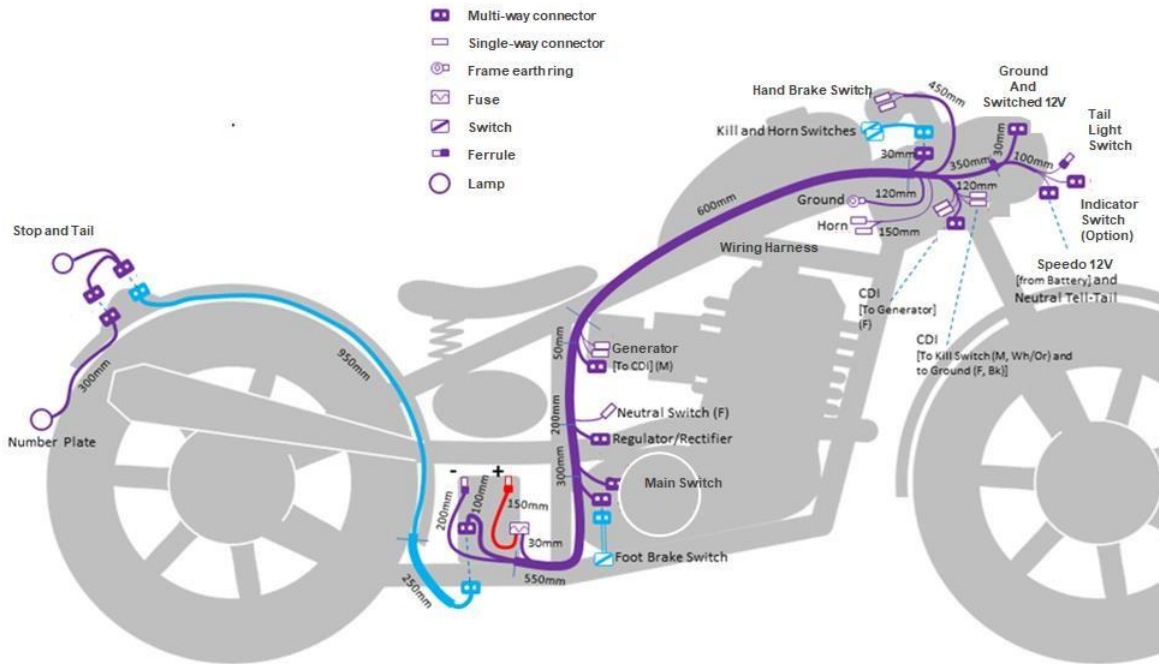 Multi-way connector
Single-way connector
Frame earth ring
Fuse
Switch
Ferrule
Lamp
Hand Brake Switch
450mm
Ground
And
Switched 12V
Kill and Horn Switches
Tail
Light
Switch
30mm
350mm
30mm
100mm
600mm
120mm
120mm
Ground
Horn
150mm
Indicator
Switch
(Option)
Stop and Tail
Wiring Harness
Speedo 12V
[from Battery] and
Neutral Tell-Tail
CDI
[To Generator]
(F)
CDI
[To Kill Switch (M, Wh/Or) and
to Ground (F, Bk)]
50mm
Generator
[To CDI] (M)
950mm
300mm
Number Plate
200mm
Neutral Switch (F)
Regulator/Rectifier
300mm
Main Switch
-
+
200mm
100mm
150mm
30mm
Foot Brake Switch
550mm
250mm